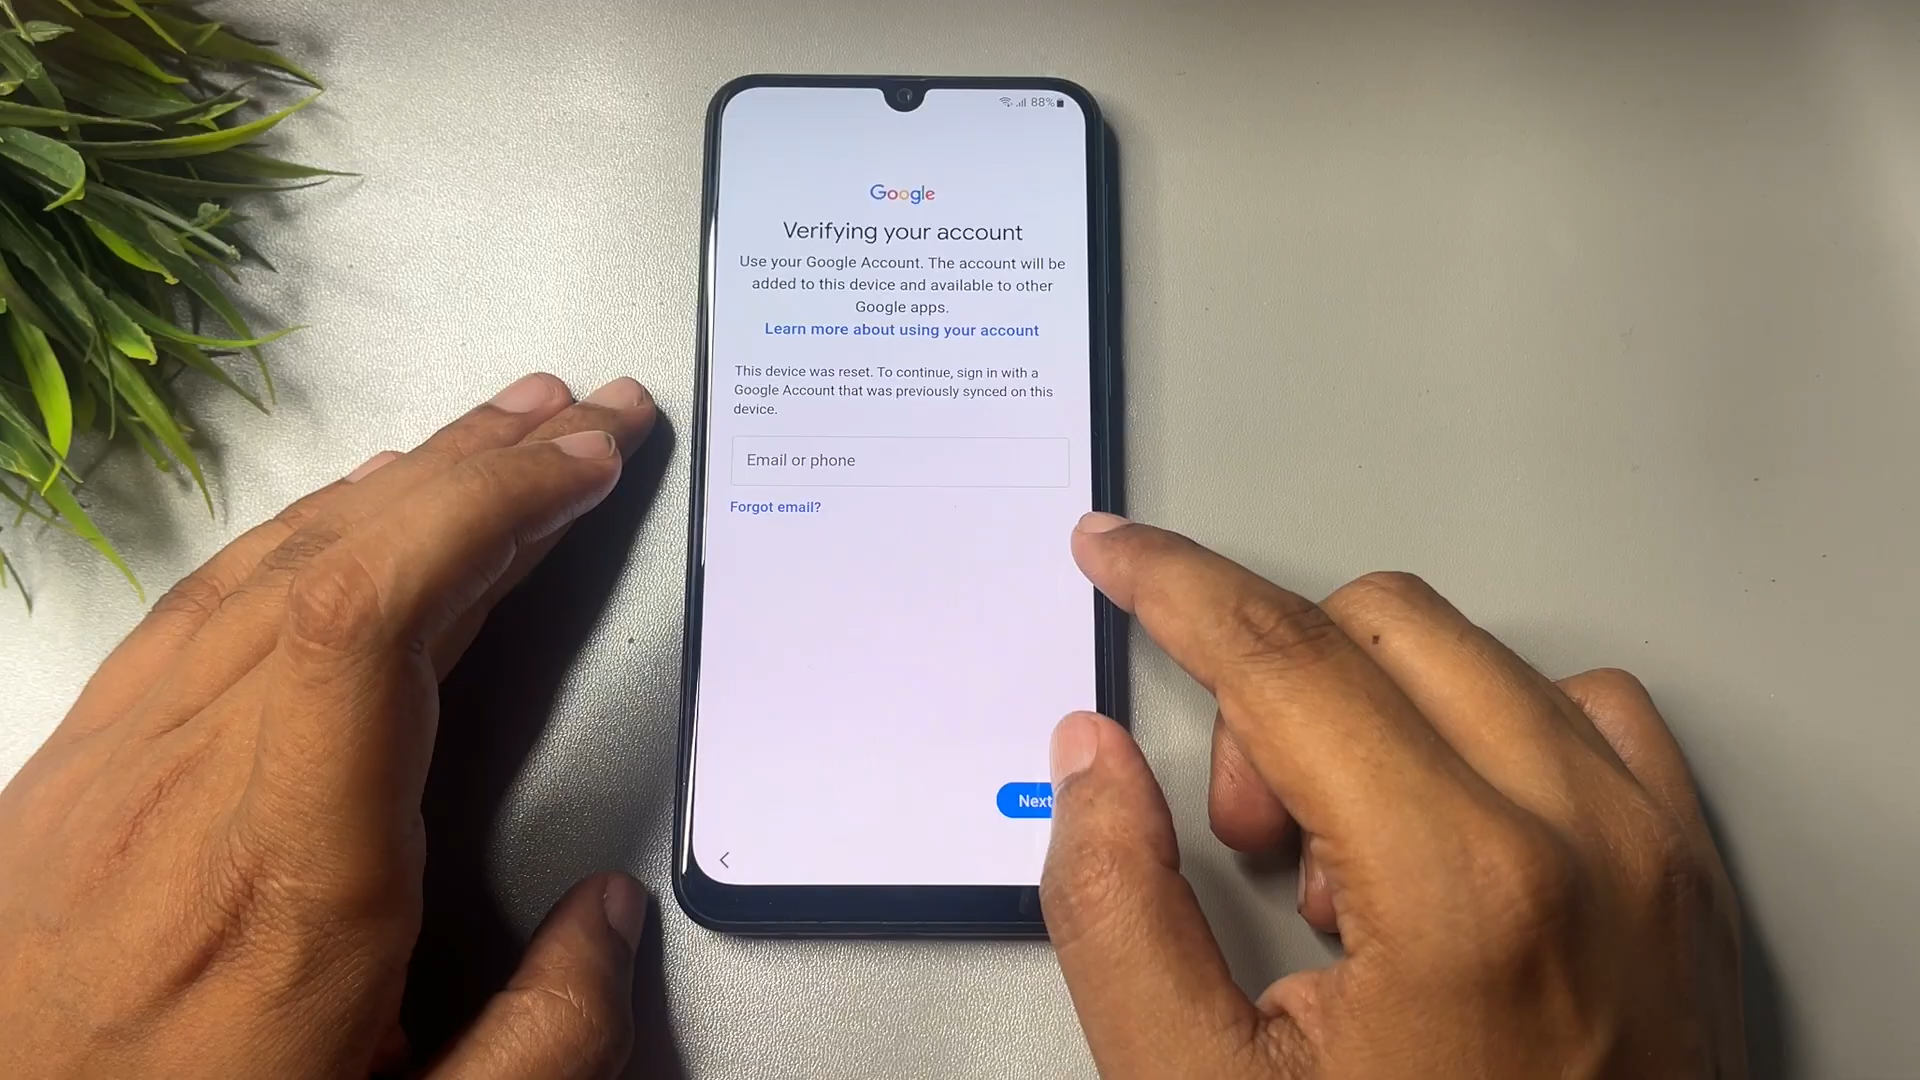 88%
Google
Verifying your account
Use your Google Account. The account will be
added to this device and available to other
Google apps.
Learn more about using your account
This device was reset. To continue, sign in with a
Google Account that was previously synced on this
device.
Email or phone
Forgot email?
Next